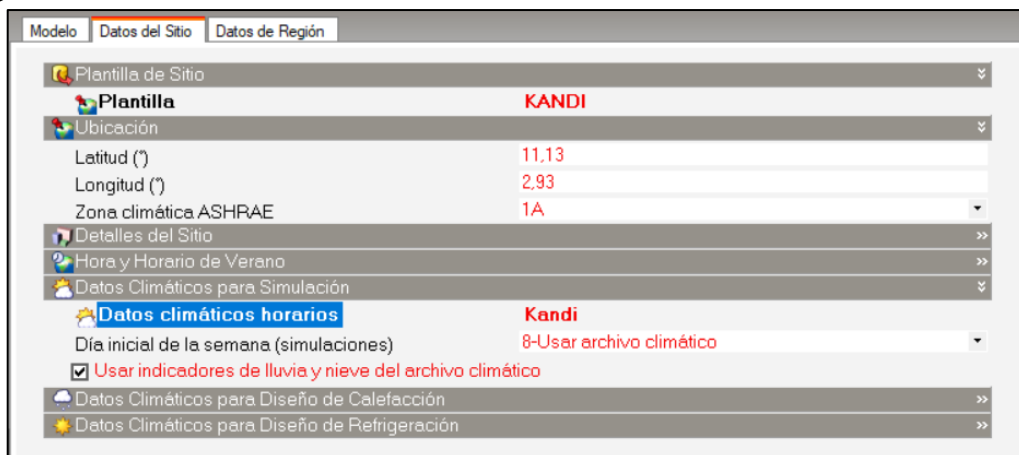 Modelo Datos del Sitio Datos de Región
Plantilla de Sitio
Plantilla KANDI
Ubicación
Latitud (°) 11,13
Longitud (°) 2,93
Zona climática ASHRAE 1A
Detalles del Sitio
Hora y Horario de Verano
Datos Climáticos para Simulación
Datos climáticos horarios Kandi
Día inicial de la semana (simulaciones) 8-Usar archivo climático
Usar indicadores de lluvia y nieve del archivo climático
Datos Climáticos para Diseño de Calefacción
Datos Climáticos para Diseño de Refrigeración